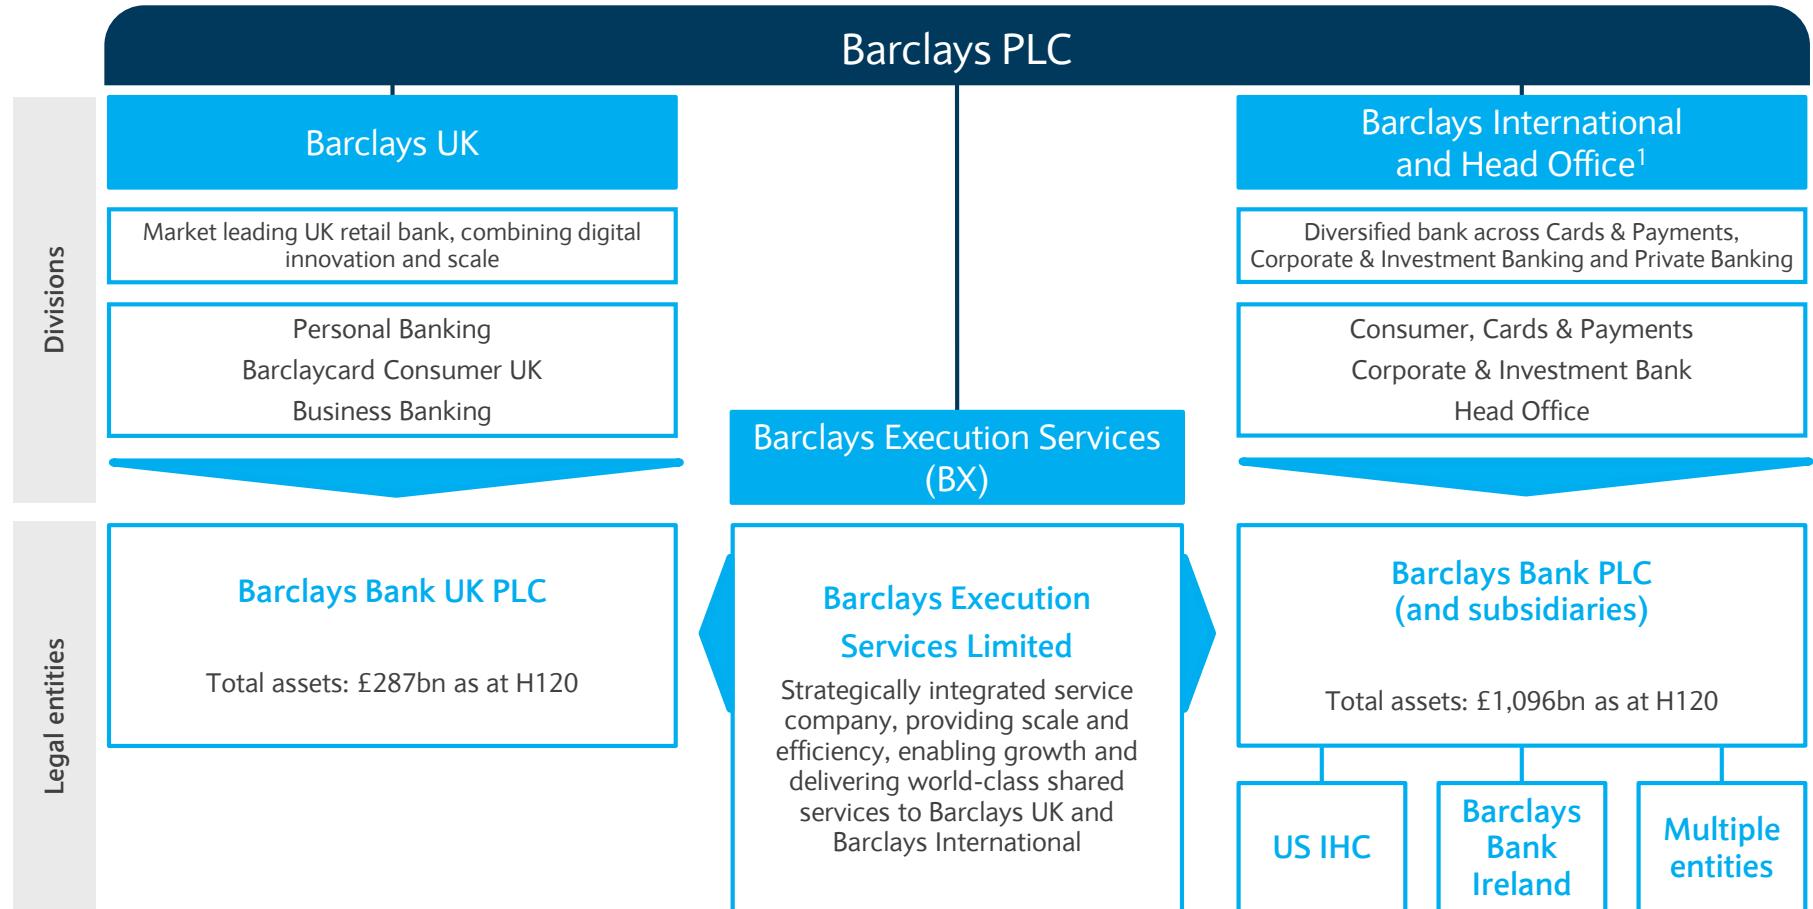 Barclays PLC
Divisions
Barclays UK
Market leading UK retail bank, combining digital
innovation and scale
Personal Banking
Barclaycard Consumer UK
Business Banking
Barclays Execution Services
(BX)
Barclays International
and Head Office¹
Diversified bank across Cards & Payments,
Corporate & Investment Banking and Private Banking
Consumer, Cards & Payments
Corporate & Investment Bank
Head Office
Legal entities
Barclays Bank UK PLC
Total assets: £287bn as at H120
Barclays Execution
Services Limited
Strategically integrated service
company, providing scale and
efficiency, enabling growth and
delivering world-class shared
services to Barclays UK and
Barclays International
Barclays Bank PLC
(and subsidiaries)
Total assets: £1,096bn as at H120
US IHC
Barclays
Bank
Ireland
Multiple
entities